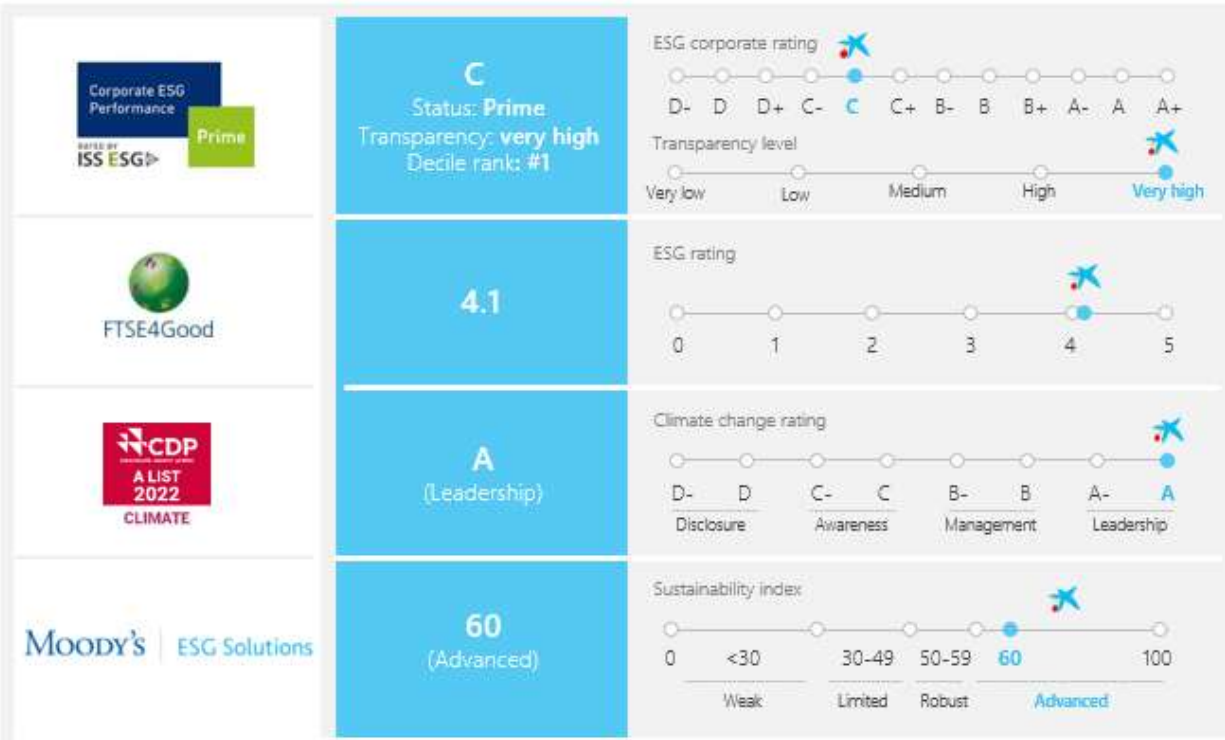 Corporate ESG
Performance
Prime
RATED BY
ISS ESG
C
Status: Prime
Transparency: very high
Decile rank: #1
ESG corporate rating
D- D D+ C- C C+ B- B B+ A- A A+
Transparency level
Very low Low Medium High Very high
FTSE4Good
4.1
ESG rating
0 1 2 3 4 5
CDP
A LIST
2022
CLIMATE
A
(Leadership)
Climate change rating
D- D C- C B- B A- A
Disclosure Awareness Management Leadership
MOODY'S ESG Solutions
60
(Advanced)
Sustainability index
0 <30 30-49 50-59 60 100
Weak Limited Robust Advanced